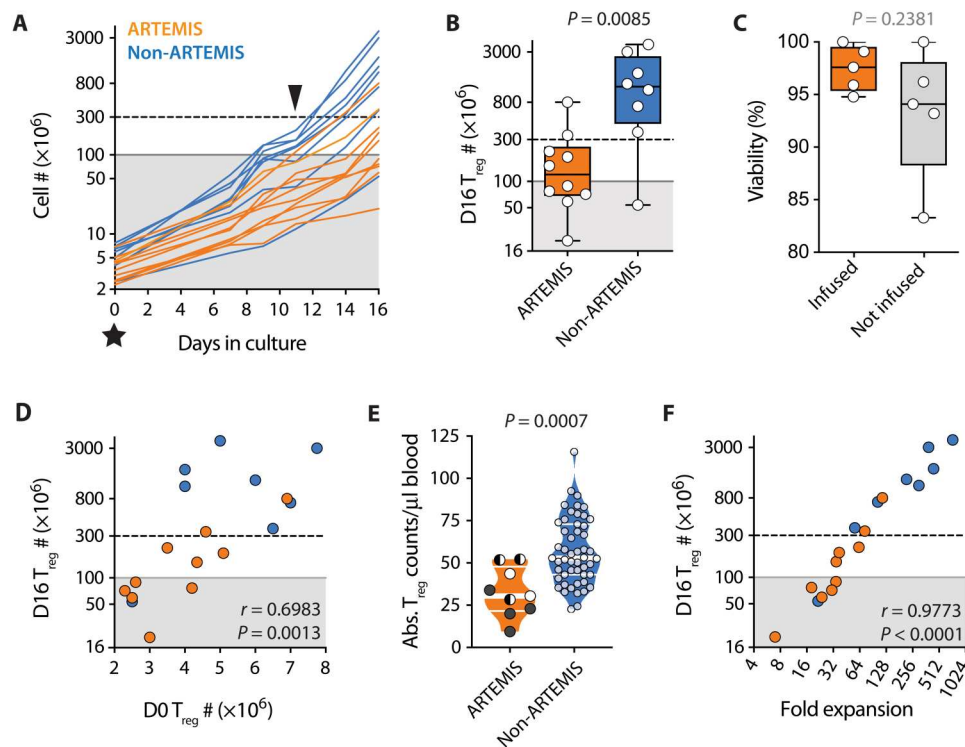 A
ARTEMIS
Non-ARTEMIS
Cell # (×10⁶)
3000
800
300
100
50
10
5
2
0 2 4 6 8 10 12 14 16
Days in culture
B
P = 0.0085
D16 Treg # (×10⁶)
3000
800
300
100
50
16
ARTEMIS
Non-ARTEMIS
C
P = 0.2381
Viability (%)
100
95
90
85
80
Infused
Not infused
D
D16 Treg # (×10⁶)
3000
800
300
100
50
16
r = 0.6983
P = 0.0013
2 3 4 5 6 7 8
D0 Treg # (×10⁶)
E
P = 0.0007
Abs. Treg counts/µl blood
125
100
75
50
25
0
ARTEMIS
Non-ARTEMIS
F
D16 Treg # (×10⁶)
3000
800
300
100
50
16
r = 0.9773
P < 0.0001
4 8 16 32 64 128 256 512 1024
Fold expansion